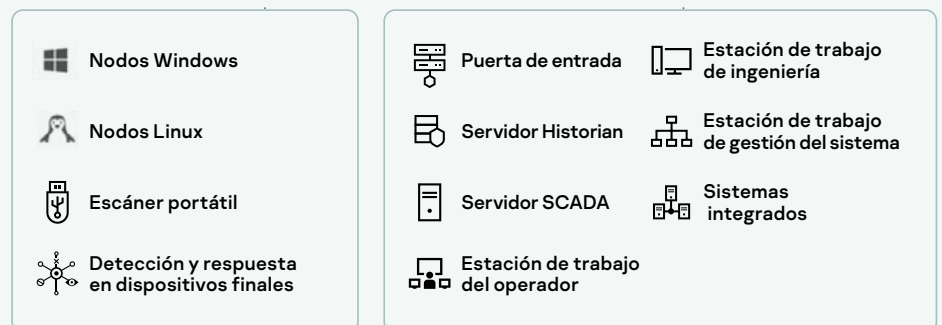 Nodos Windows
Nodos Linux
Escáner portátil
Detección y respuesta
en dispositivos finales
Puerta de entrada
Servidor Historian
Servidor SCADA
Estación de trabajo
del operador
Estación de trabajo
de ingeniería
Estación de trabajo
de gestión del sistema
Sistemas
integrados